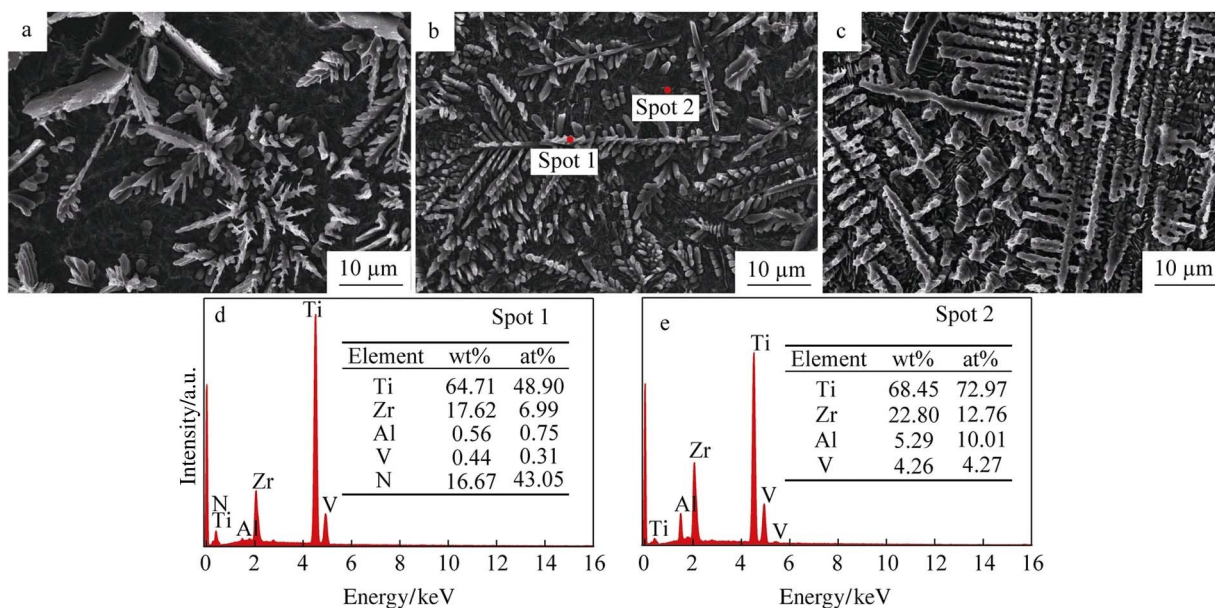 a
b
c
Spot 2
Spot 1
10 µm
10 µm
10 µm
d
Ti
Spot 1
Element wt% at%
Ti 64.71 48.90
Zr 17.62 6.99
Al 0.56 0.75
V 0.44 0.31
N 16.67 43.05
Intensity/a.u.
N
Ti
Al
Zr
V
0 2 4 6 8 10 12 14 16
Energy/keV
e
Ti
Spot 2
Element wt% at%
Ti 68.45 72.97
Zr 22.80 12.76
Al 5.29 10.01
V 4.26 4.27
Ti
Al
Zr
V
V
0 2 4 6 8 10 12 14 16
Energy/keV